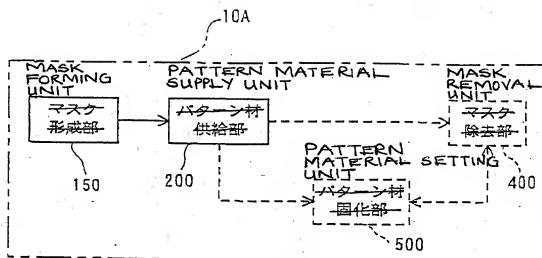 10A
MASK
FORMING
UNIT
マスク
形成部
150
PATTERN MATERIAL
SUPPLY UNIT
パターン材
供給部
200
MASK
REMOVAL
UNIT
マスク
除去部
400
PATTERN
MATERIAL SETTING
UNIT
パターン材
固化部
500